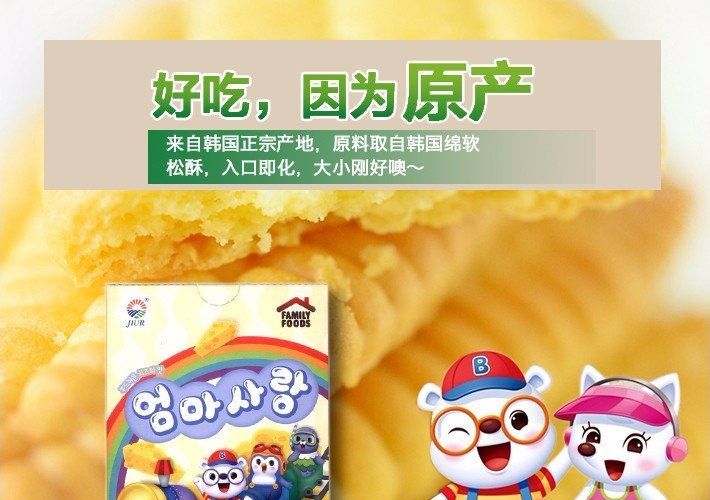 好吃，因为原产
来自韩国正宗产地，原料取自韩国绵软
松酥，入口即化，大小刚好噢～
JIUR
FAMILY
FOODS
엄마사랑
B
B